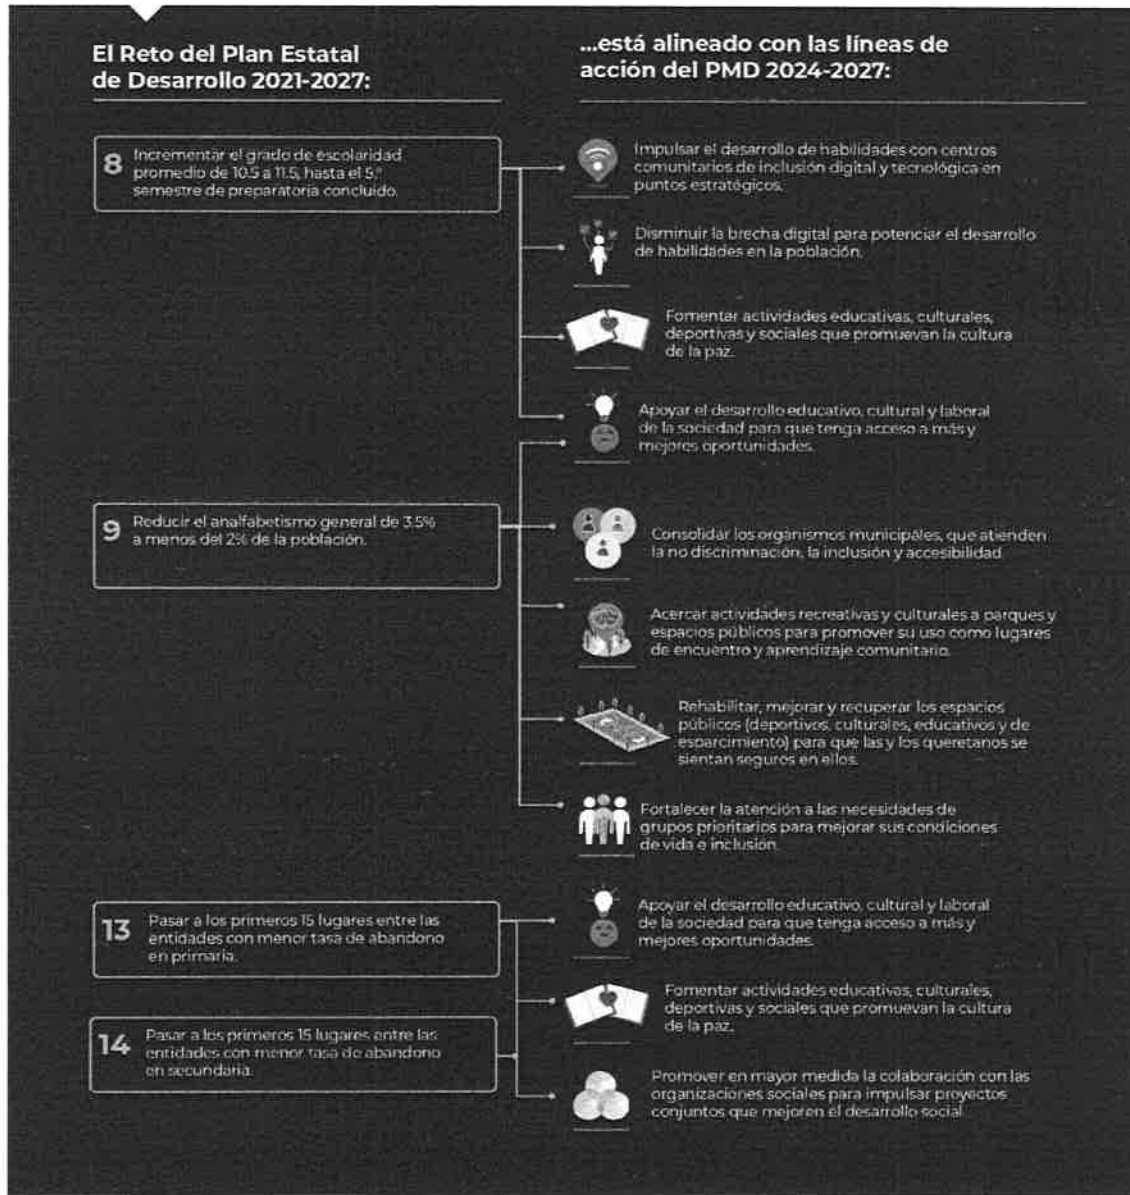 El Reto del Plan Estatal
de Desarrollo 2021-2027:
...está alineado con las líneas de
acción del PMD 2024-2027:
8
Incrementar el grado de escolaridad
promedio de 10.5 a 11.5, hasta el 5.º
semestre de preparatoria concluido.
Impulsar el desarrollo de habilidades con centros
comunitarios de inclusión digital y tecnológica en
puntos estratégicos.
Disminuir la brecha digital para potenciar el desarrollo
de habilidades en la población.
Fomentar actividades educativas, culturales,
deportivas y sociales que promuevan la cultura
de la paz.
Apoyar el desarrollo educativo, cultural y laboral
de la sociedad para que tenga acceso a más y
mejores oportunidades.
9
Reducir el analfabetismo general de 3.5%
a menos del 2% de la población.
Consolidar los organismos municipales, que atienden
la no discriminación, la inclusión y accesibilidad.
Acercar actividades recreativas y culturales a parques y
espacios públicos para promover su uso como lugares
de encuentro y aprendizaje comunitario.
Rehabilitar, mejorar y recuperar los espacios
públicos (deportivos, culturales, educativos y de
esparcimiento) para que las y los queretanos se
sientan seguros en ellos.
Fortalecer la atención a las necesidades de
grupos prioritarios para mejorar sus condiciones
de vida e inclusión.
13
Pasar a los primeros 15 lugares entre las
entidades con menor tasa de abandono
en primaria.
Apoyar el desarrollo educativo, cultural y laboral
de la sociedad para que tenga acceso a más y
mejores oportunidades.
Fomentar actividades educativas, culturales,
deportivas y sociales que promuevan la cultura
de la paz.
14
Pasar a los primeros 15 lugares entre las
entidades con menor tasa de abandono
en secundaria.
Promover en mayor medida la colaboración con las
organizaciones sociales para impulsar proyectos
conjuntos que mejoren el desarrollo social.